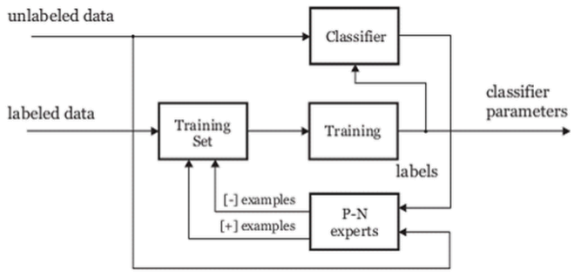 unlabeled data
Classifier
classifier
parameters
labeled data
Training
Set
Training
labels
[-] examples
[+] examples
P-N
experts